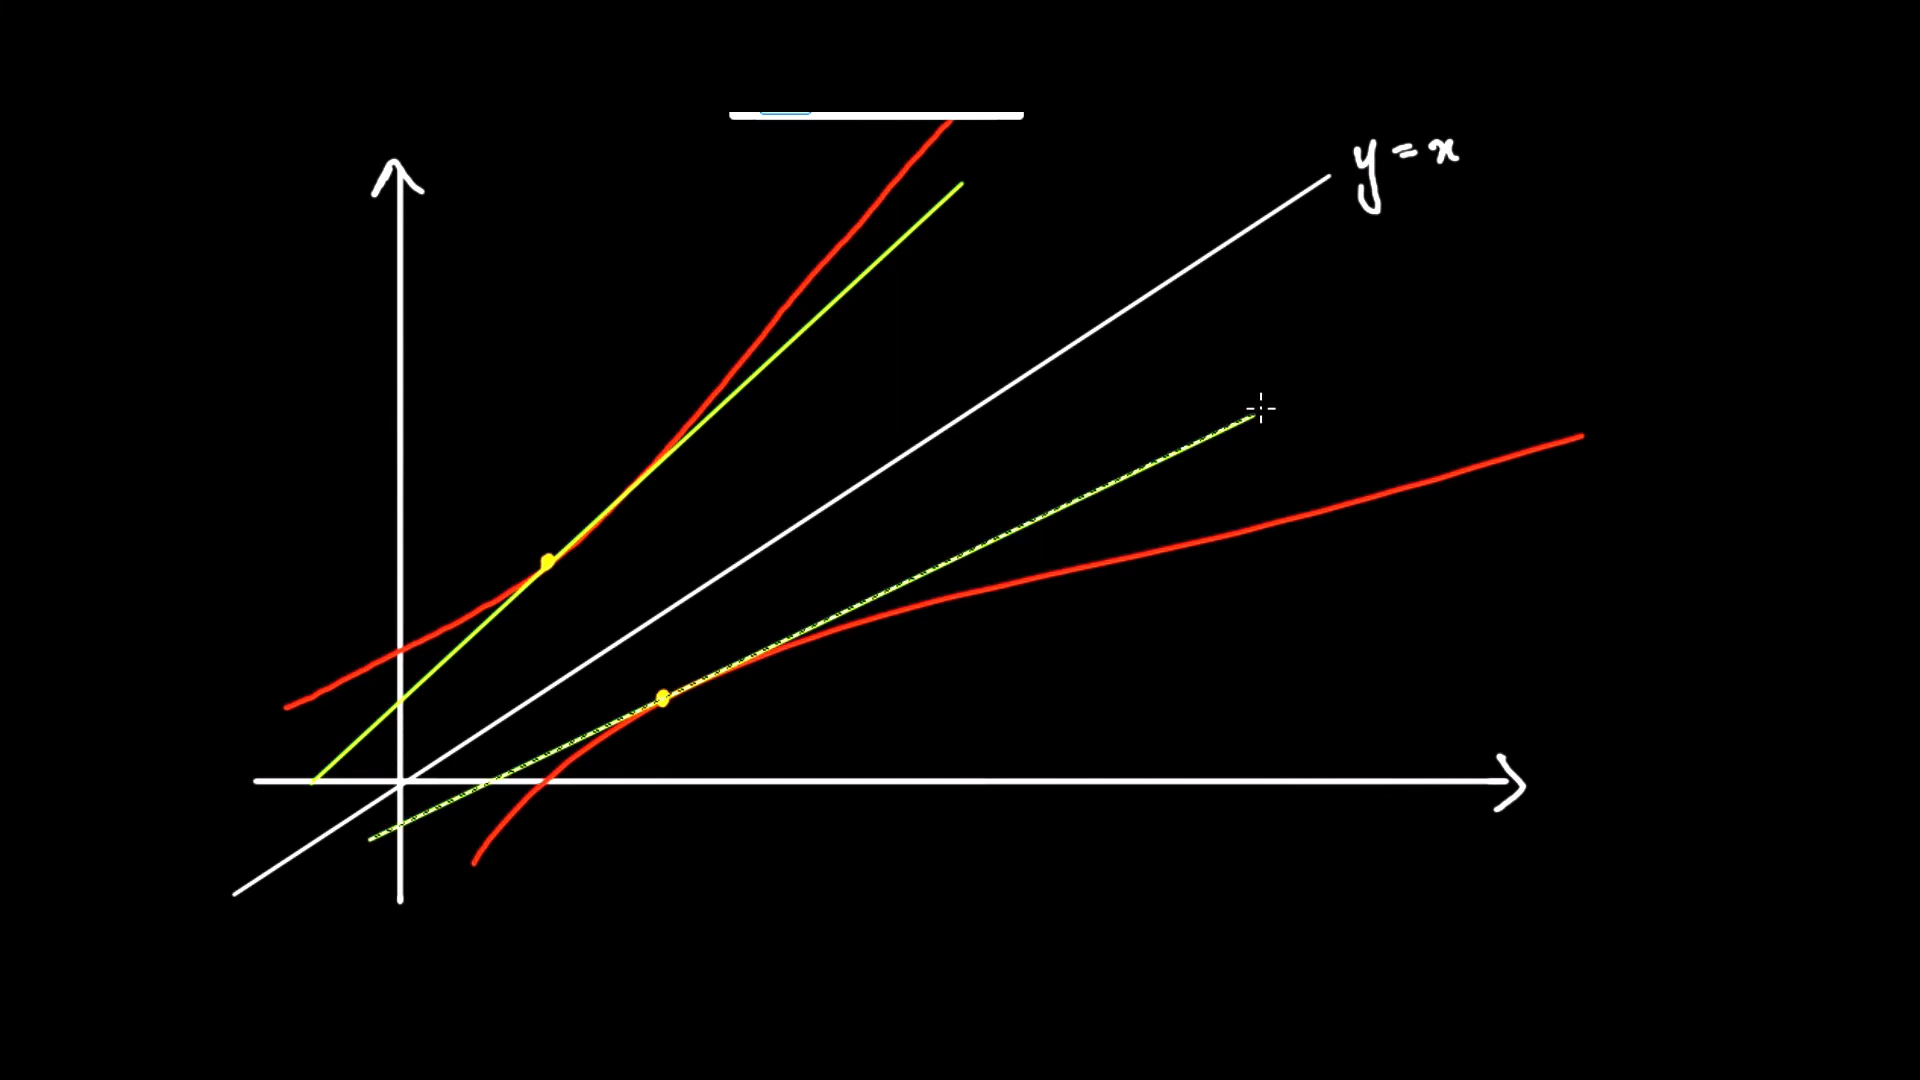 y = x